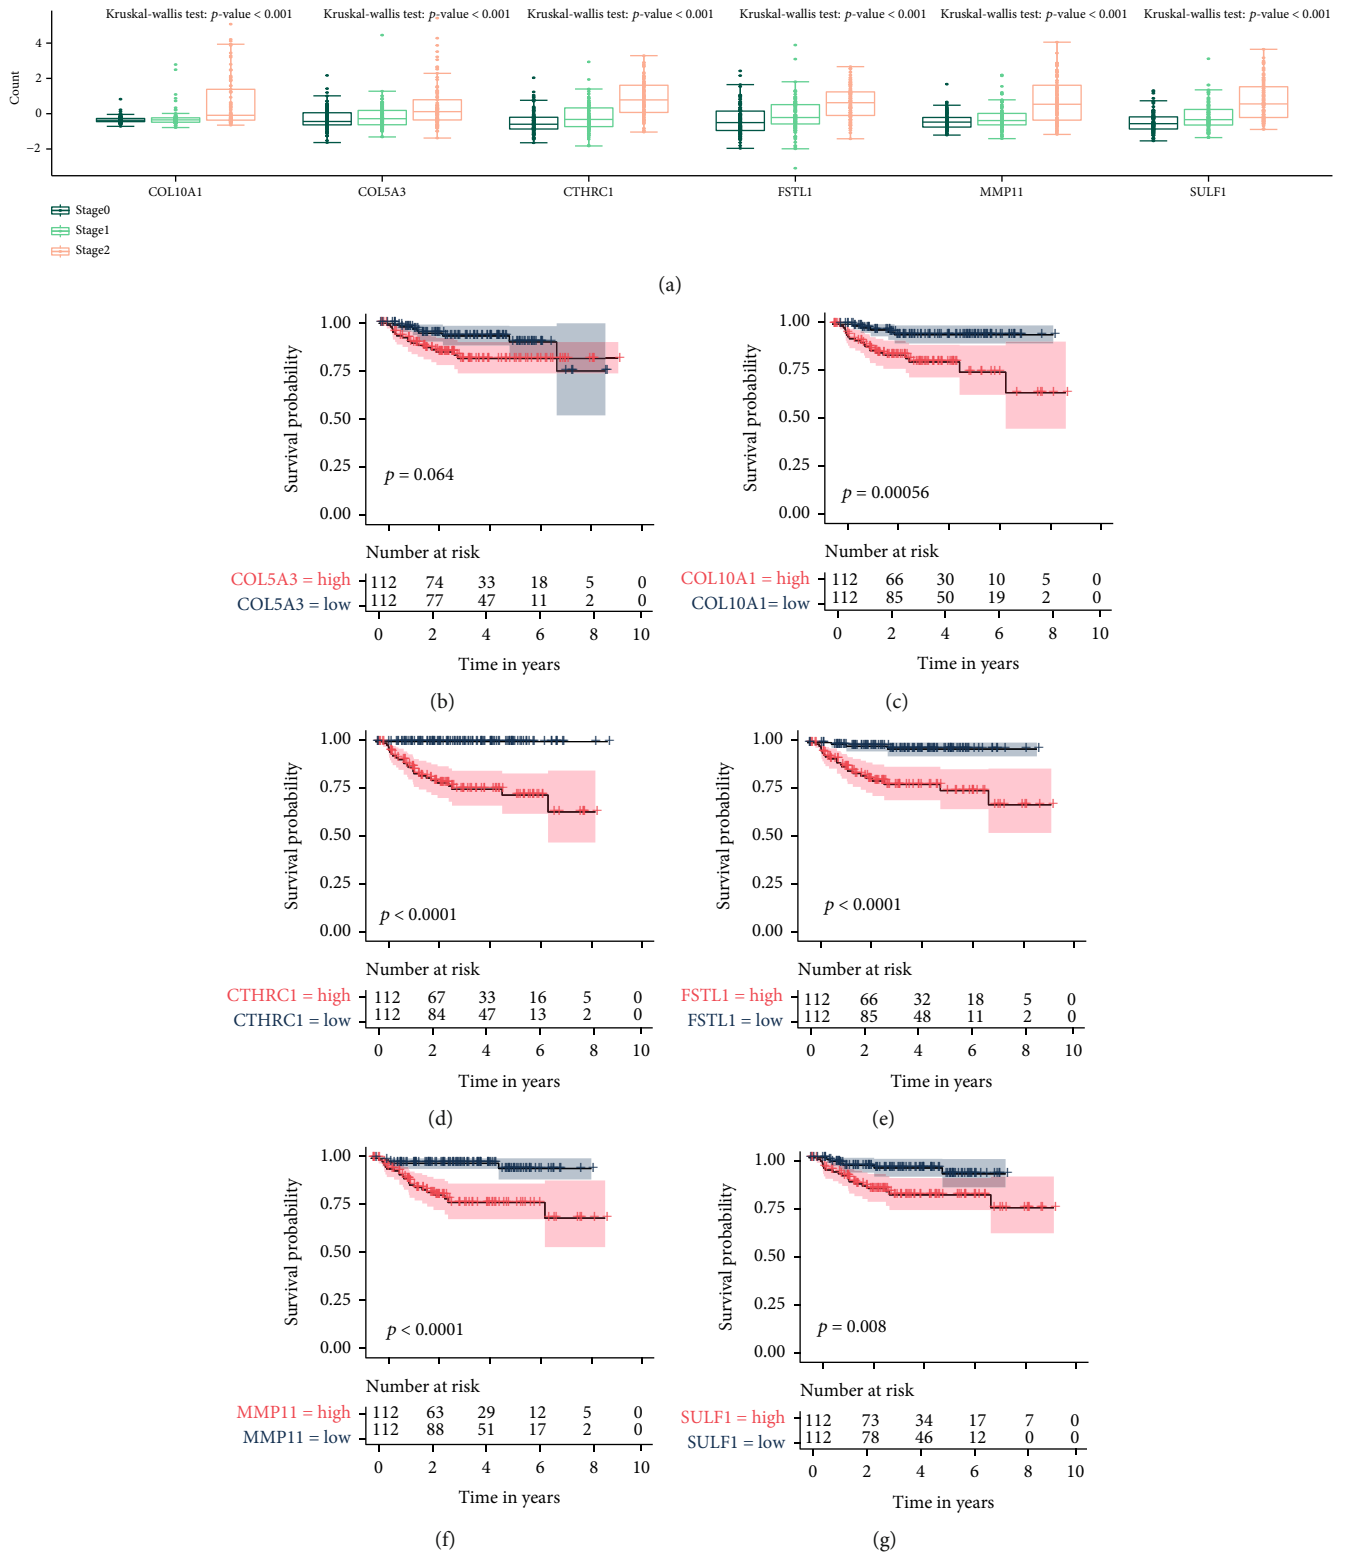 Kruskal-wallis test: p-value < 0.001 Kruskal-wallis test: p-value < 0.001 Kruskal-wallis test: p-value < 0.001 Kruskal-wallis test: p-value < 0.001 Kruskal-wallis test: p-value < 0.001 Kruskal-wallis test: p-value < 0.001
Count
4
2
0
−2
COL10A1 COL5A3 CTHRC1 FSTL1 MMP11 SULF1
Stage0
Stage1
Stage2
(a)
Survival probability
1.00
0.75
0.50
0.25
0.00
p = 0.064
Number at risk
COL5A3 = high 112 74 33 18 5 0
COL5A3 = low 112 77 47 11 2 0
0 2 4 6 8 10
Time in years
(b)
Survival probability
1.00
0.75
0.50
0.25
0.00
p = 0.00056
Number at risk
COL10A1 = high 112 66 30 10 5 0
COL10A1= low 112 85 50 19 2 0
0 2 4 6 8 10
Time in years
(c)
Survival probability
1.00
0.75
0.50
0.25
0.00
p < 0.0001
Number at risk
CTHRC1 = high 112 67 33 16 5 0
CTHRC1 = low 112 84 47 13 2 0
0 2 4 6 8 10
Time in years
(d)
Survival probability
1.00
0.75
0.50
0.25
0.00
p < 0.0001
Number at risk
FSTL1 = high 112 66 32 18 5 0
FSTL1 = low 112 85 48 11 2 0
0 2 4 6 8 10
Time in years
(e)
Survival probability
1.00
0.75
0.50
0.25
0.00
p < 0.0001
Number at risk
MMP11 = high 112 63 29 12 5 0
MMP11 = low 112 88 51 17 2 0
0 2 4 6 8 10
Time in years
(f)
Survival probability
1.00
0.75
0.50
0.25
0.00
p = 0.008
Number at risk
SULF1 = high 112 73 34 17 7 0
SULF1 = low 112 78 46 12 0 0
0 2 4 6 8 10
Time in years
(g)